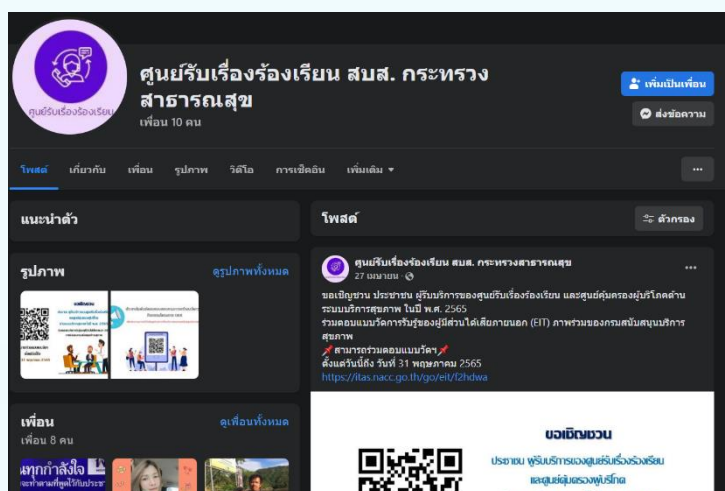 ศูนย์รับเรื่องร้องเรียน
ศูนย์รับเรื่องร้องเรียน สบส. กระทรวง
สาธารณสุข
เพื่อน 10 คน
เพิ่มเป็นเพื่อน
ส่งข้อความ
โพสต์ เกี่ยวกับ เพื่อน รูปภาพ วิดีโอ การเช็คอิน เพิ่มเติม
แนะนำตัว
รูปภาพ ดูรูปภาพทั้งหมด
ขอเชิญชวน
เพื่อน ดูเพื่อนทั้งหมด
เพื่อน 8 คน
นทุกกำลังใจ
โพสต์ ตัวกรอง
ศูนย์รับเรื่องร้องเรียน สบส. กระทรวงสาธารณสุข
27 เมษายน
ขอเชิญชวน ประชาชน ผู้รับบริการของศูนย์รับเรื่องร้องเรียน และศูนย์คุ้มครองผู้บริโภคด้าน
ระบบบริการสุขภาพ ในปี พ.ศ. 2565
ร่วมตอบแบบวัดการรับรู้ของผู้มีส่วนได้เสียภายนอก (EIT) ภาพรวมของกรมสนับสนุนบริการ
สุขภาพ
📌สามารถร่วมตอบแบบวัดฯ📌
ตั้งแต่วันนี้ถึง วันที่ 31 พฤษภาคม 2565
https://itas.nacc.go.th/go/eit/f2hdwa
ขอเชิญชวน
ประชาชน ผู้รับบริการของศูนย์รับเรื่องร้องเรียน
และศูนย์คุ้มครองผู้บริโภค